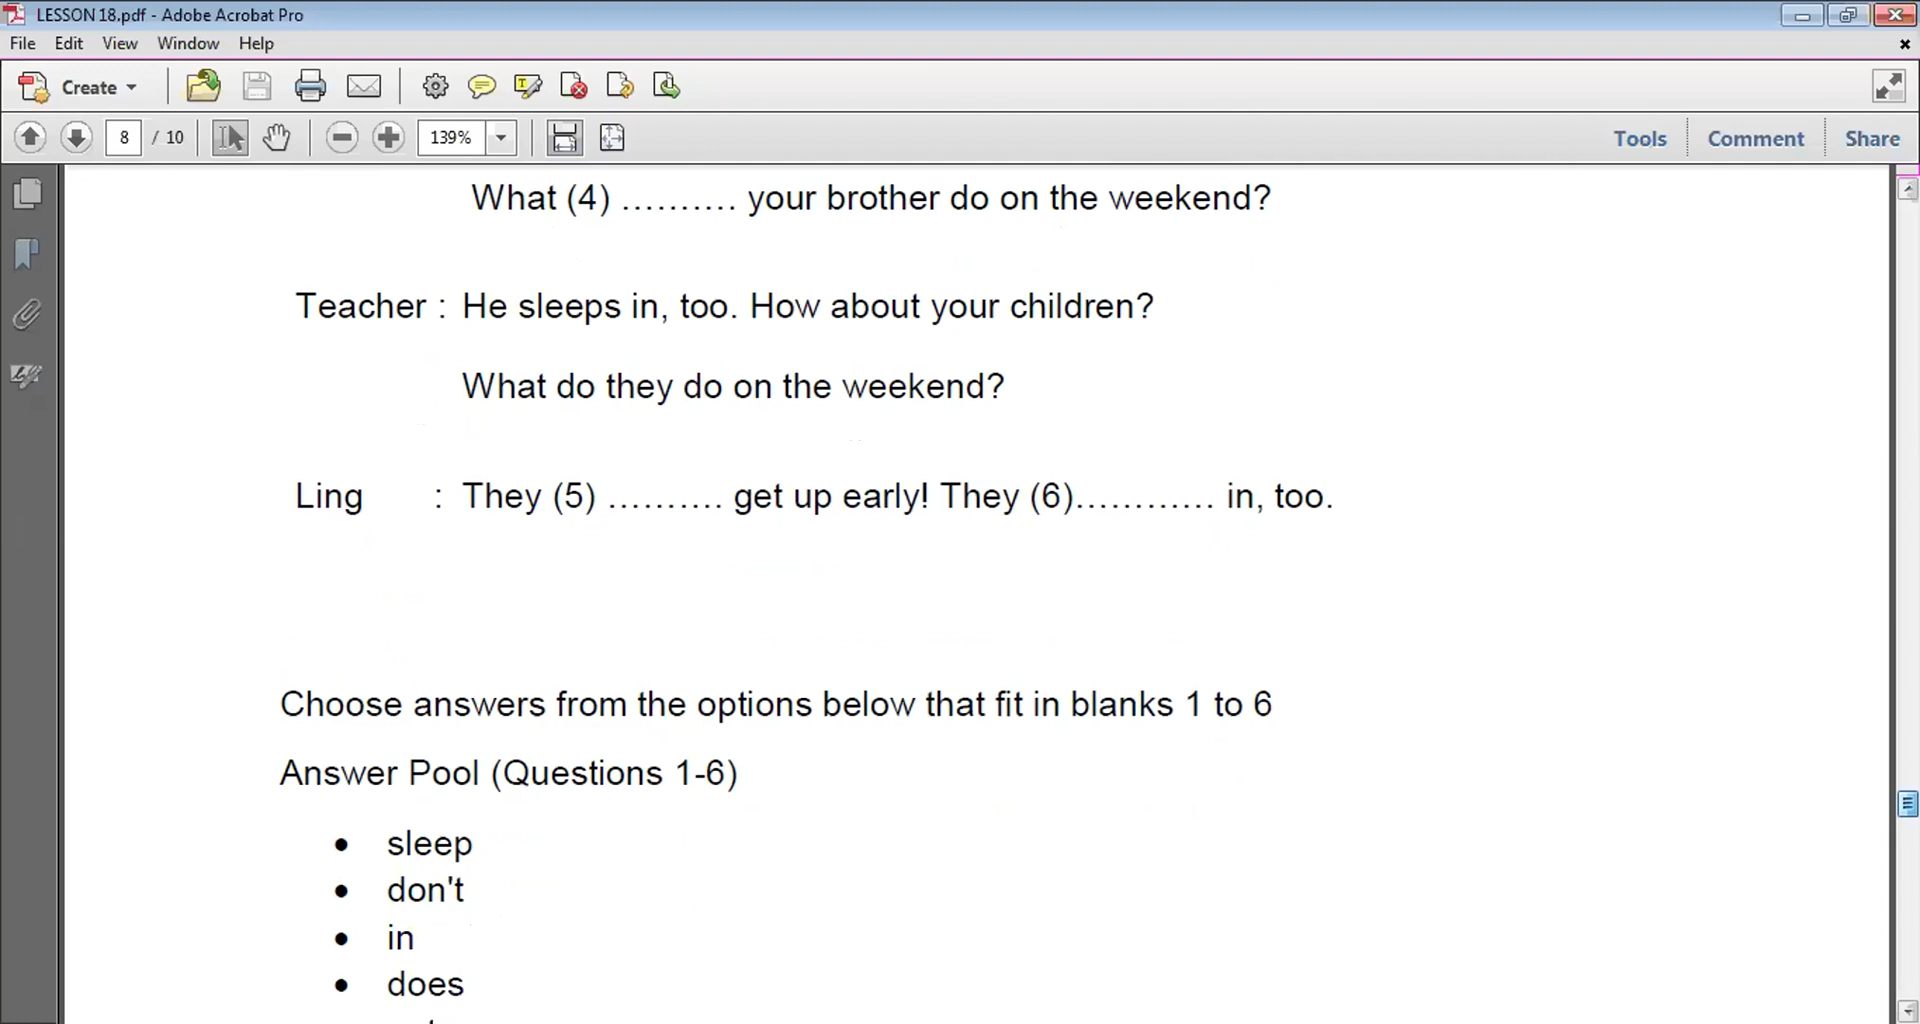 LESSON 18.pdf - Adobe Acrobat Pro
File Edit View Window Help
Create
8 / 10 139% Tools Comment Share
What (4) .......... your brother do on the weekend?
Teacher : He sleeps in, too. How about your children?
What do they do on the weekend?
Ling : They (5) .......... get up early! They (6)............ in, too.
Choose answers from the options below that fit in blanks 1 to 6
Answer Pool (Questions 1-6)
• sleep
• don't
• in
• does